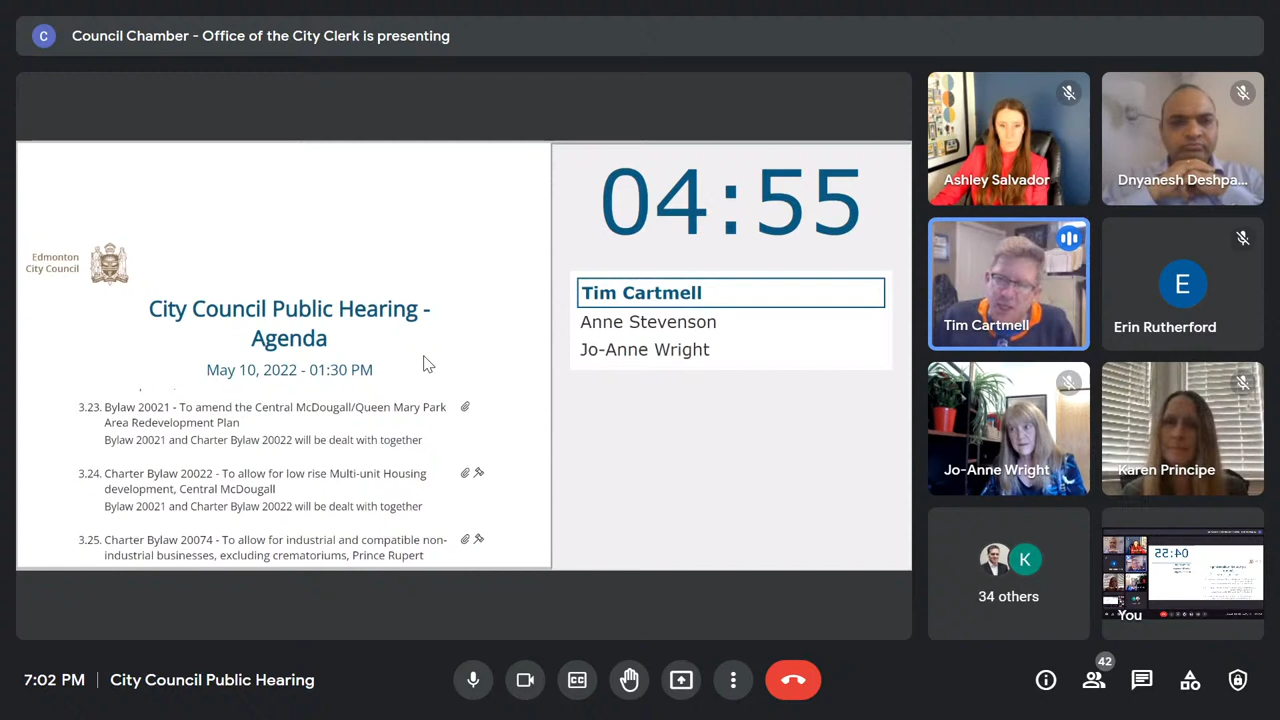 C
Council Chamber - Office of the City Clerk is presenting
Edmonton
City Council
City Council Public Hearing -
Agenda
May 10, 2022 - 01:30 PM
3.23. Bylaw 20021 - To amend the Central McDougall/Queen Mary Park
Area Redevelopment Plan
Bylaw 20021 and Charter Bylaw 20022 will be dealt with together
3.24. Charter Bylaw 20022 - To allow for low rise Multi-unit Housing
development, Central McDougall
Bylaw 20021 and Charter Bylaw 20022 will be dealt with together
3.25. Charter Bylaw 20074 - To allow for industrial and compatible non-
industrial businesses, excluding crematoriums, Prince Rupert
04:55
Tim Cartmell
Anne Stevenson
Jo-Anne Wright
Ashley Salvador
Dnyanesh Deshpa...
Tim Cartmell
E
Erin Rutherford
Jo-Anne Wright
Karen Principe
K
34 others
04:55
You
7:02 PM | City Council Public Hearing
CC
42